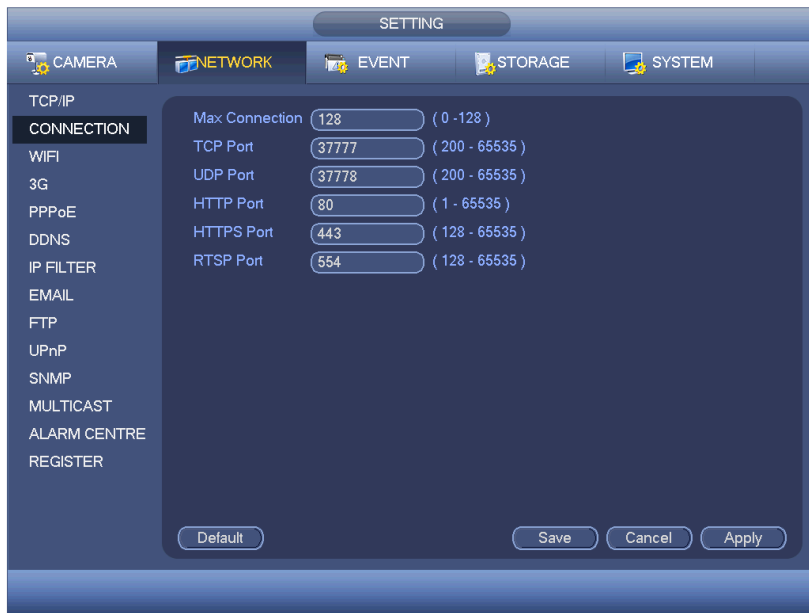 SETTING
CAMERA NETWORK EVENT STORAGE SYSTEM
TCP/IP
CONNECTION
WIFI
3G
PPPoE
DDNS
IP FILTER
EMAIL
FTP
UPnP
SNMP
MULTICAST
ALARM CENTRE
REGISTER
Max Connection 128 ( 0 -128 )
TCP Port 37777 ( 200 - 65535 )
UDP Port 37778 ( 200 - 65535 )
HTTP Port 80 ( 1 - 65535 )
HTTPS Port 443 ( 128 - 65535 )
RTSP Port 554 ( 128 - 65535 )
Default Save Cancel Apply